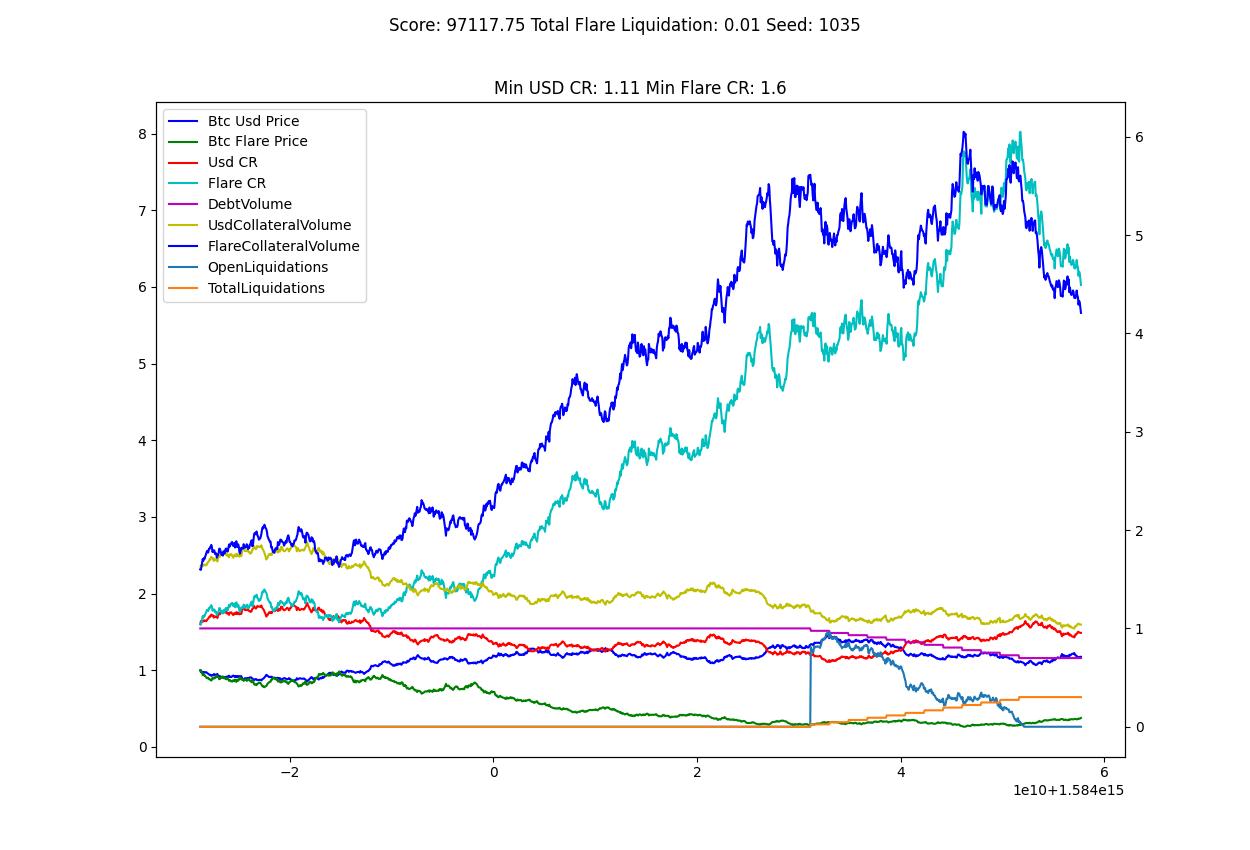 Score: 97117.75 Total Flare Liquidation: 0.01 Seed: 1035
Min USD CR: 1.11 Min Flare CR: 1.6
Btc Usd Price
Btc Flare Price
Usd CR
Flare CR
DebtVolume
UsdCollateralVolume
FlareCollateralVolume
OpenLiquidations
TotalLiquidations
8
7
6
5
4
3
2
1
0
6
5
4
3
2
1
0
−2
0
2
4
6
1e10+1.584e15